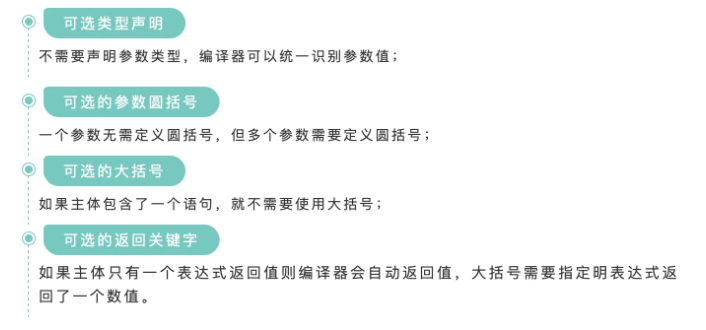 可选类型声明
不需要声明参数类型，编译器可以统一识别参数值；
可选的参数圆括号
一个参数无需定义圆括号，但多个参数需要定义圆括号；
可选的大括号
如果主体包含了一个语句，就不需要使用大括号；
可选的返回关键字
如果主体只有一个表达式返回值则编译器会自动返回值，大括号需要指定明表达式返
回了一个数值。